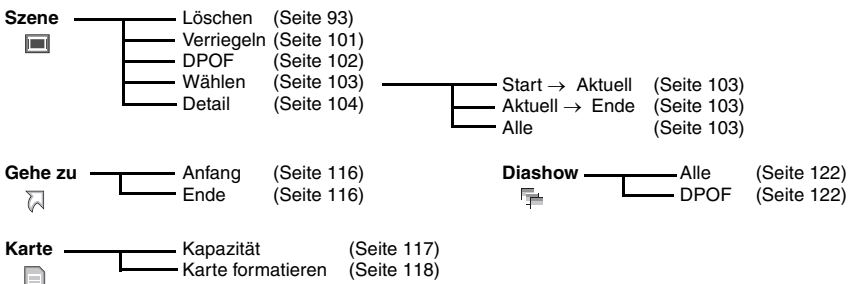 Szene Löschen (Seite 93)
Verriegeln (Seite 101)
DPOF (Seite 102)
Wählen (Seite 103) Start → Aktuell (Seite 103)
Detail (Seite 104) Aktuell → Ende (Seite 103)
Alle (Seite 103)
Gehe zu Anfang (Seite 116) Diashow Alle (Seite 122)
Ende (Seite 116) DPOF (Seite 122)
Karte Kapazität (Seite 117)
Karte formatieren (Seite 118)